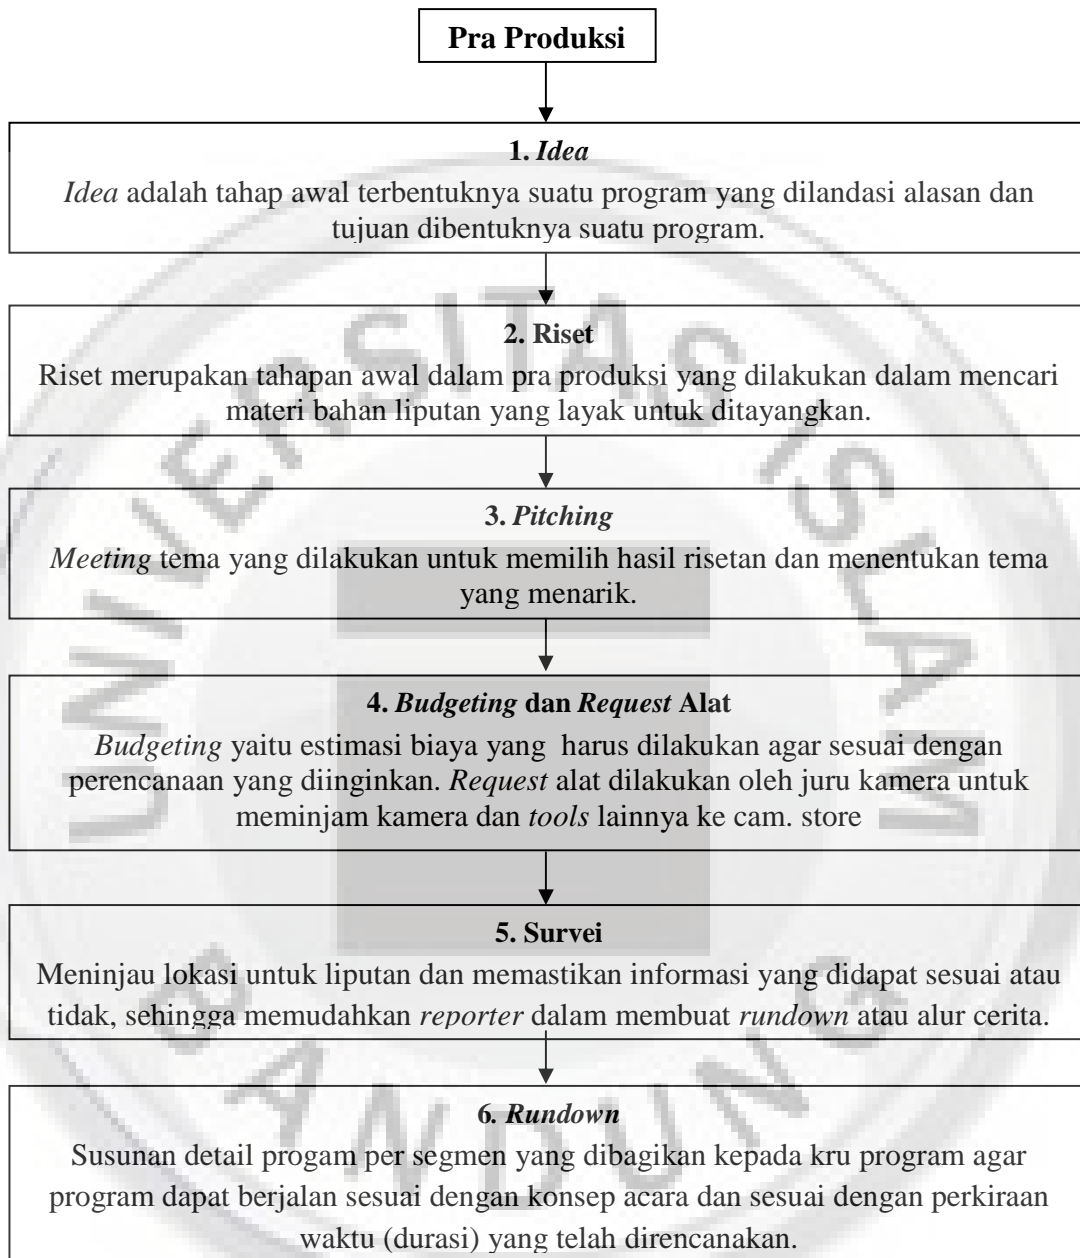 Pra Produksi
1. Idea
Idea adalah tahap awal terbentuknya suatu program yang dilandasi alasan dan
tujuan dibentuknya suatu program.
2. Riset
Riset merupakan tahapan awal dalam pra produksi yang dilakukan dalam mencari
materi bahan liputan yang layak untuk ditayangkan.
3. Pitching
Meeting tema yang dilakukan untuk memilih hasil risetan dan menentukan tema
yang menarik.
4. Budgeting dan Request Alat
Budgeting yaitu estimasi biaya yang harus dilakukan agar sesuai dengan
perencanaan yang diinginkan. Request alat dilakukan oleh juru kamera untuk
meminjam kamera dan tools lainnya ke cam. store
5. Survei
Meninjau lokasi untuk liputan dan memastikan informasi yang didapat sesuai atau
tidak, sehingga memudahkan reporter dalam membuat rundown atau alur cerita.
6. Rundown
Susunan detail progam per segmen yang dibagikan kepada kru program agar
program dapat berjalan sesuai dengan konsep acara dan sesuai dengan perkiraan
waktu (durasi) yang telah direncanakan.
UNIVERSITAS ISLAM
BANDUNG